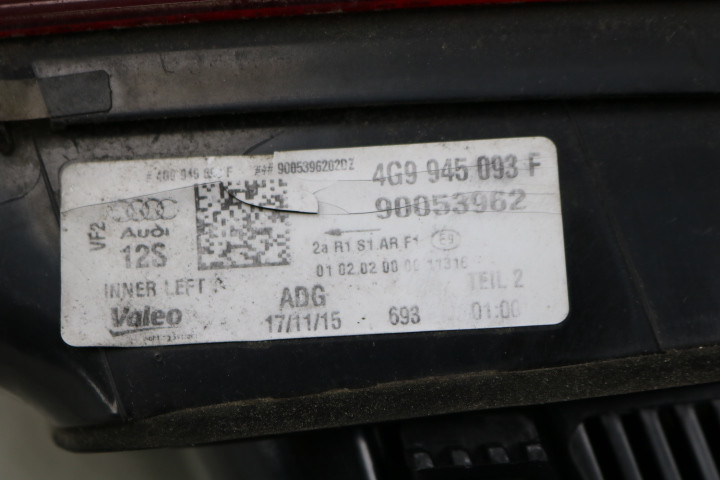 4G9 945 093 F
90053962
VF2
Audi
12S
2a R1 S1 AR F1
INNER LEFT
Valeo
ADG
17/11/15
693
TEIL 2
01:00